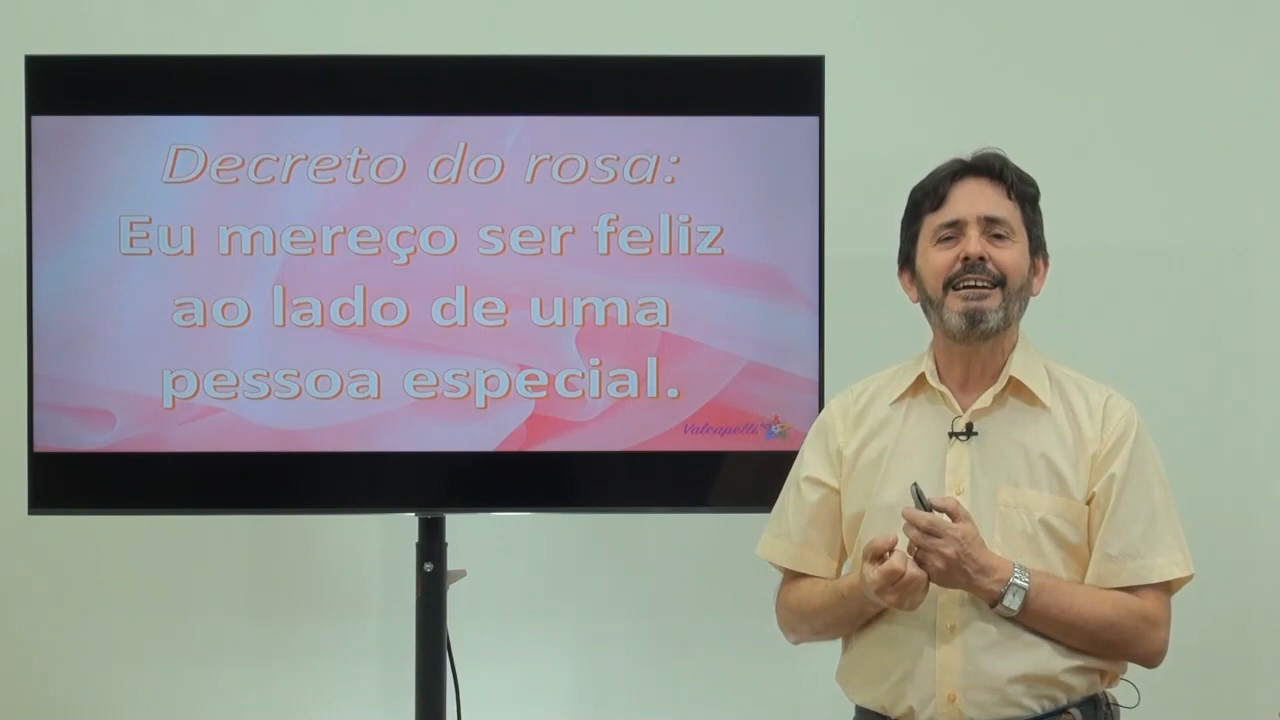 Decreto do rosa:
Eu mereço ser feliz
ao lado de uma
pessoa especial.
Valcapelli